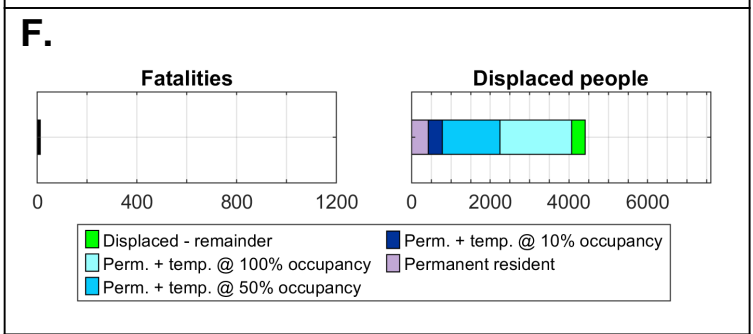 F.
Fatalities
Displaced people
0 400 800 1200
0 2000 4000 6000
Displaced - remainder
Perm. + temp. @ 10% occupancy
Perm. + temp. @ 100% occupancy
Permanent resident
Perm. + temp. @ 50% occupancy